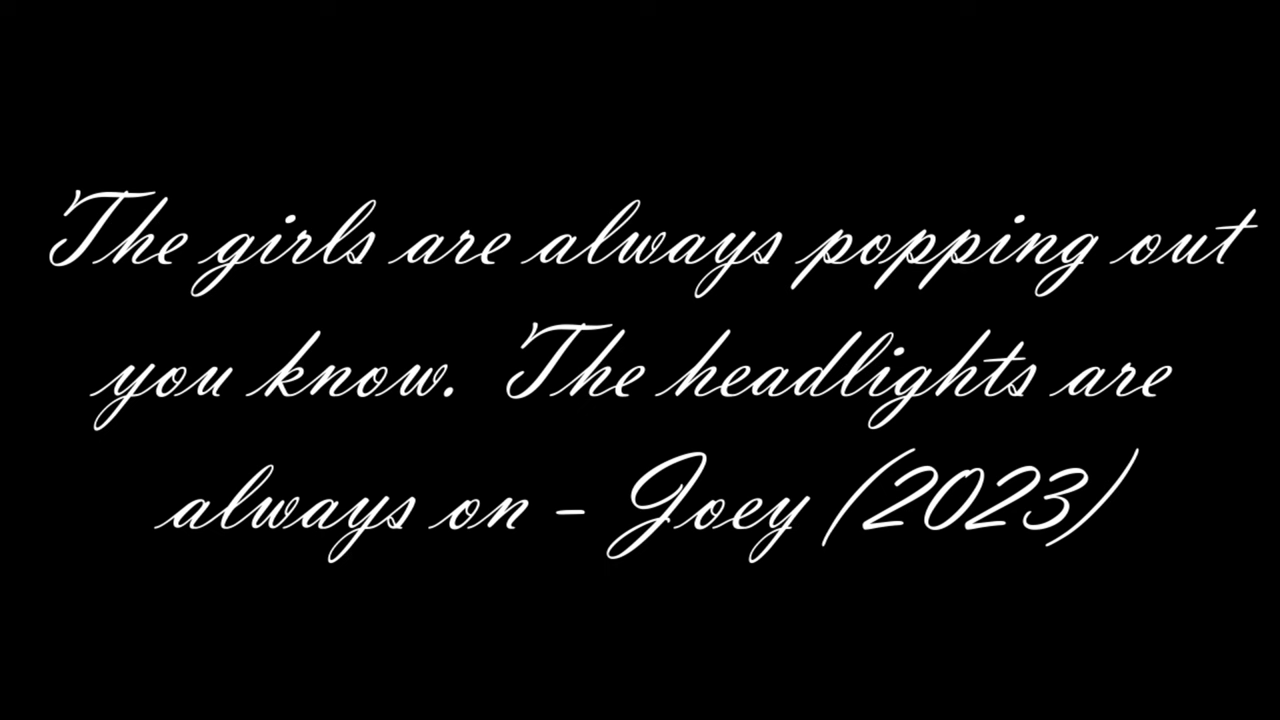 The girls are always popping out
you know. The headlights are
always on - Joey (2023)